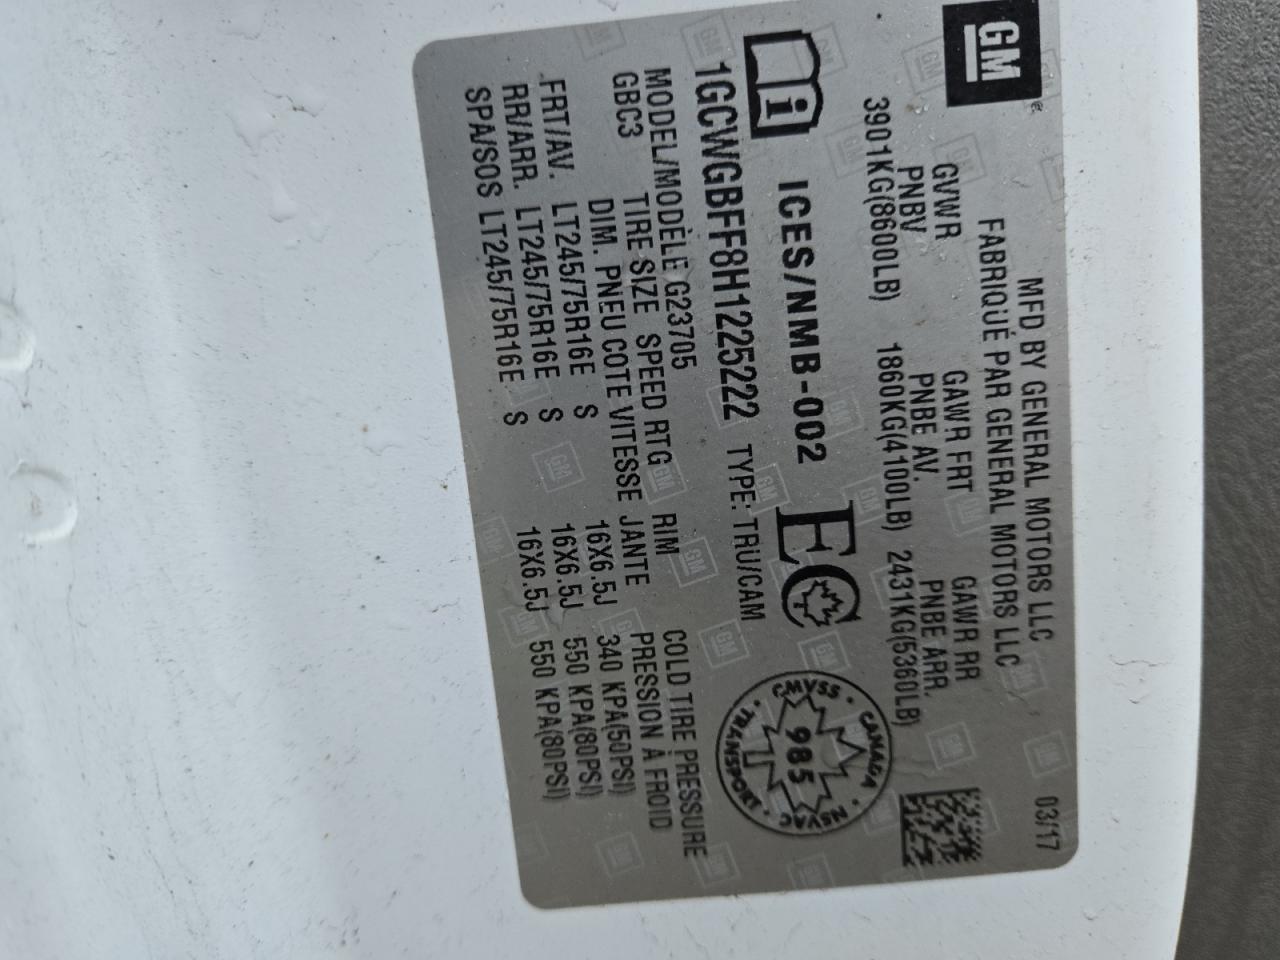 GM
MFD BY GENERAL MOTORS LLC 03/17
FABRIQUÉ PAR GENERAL MOTORS LLC
GVWR GAWR FRT GAWR RR
PNBV PNBE AV. PNBE ARR.
3901KG(8600LB) 1860KG(4100LB) 2431KG(5360LB)
i ICES/NMB-002
CANADA · NSVAC · TRANSPORT · CMVSS ·
985
1GCWGBFF8H1225222 TYPE: TRU/CAM
MODEL/MODÈLE G23705
GBC3 TIRE SIZE SPEED RTG RIM COLD TIRE PRESSURE
DIM. PNEU COTE VITESSE JANTE PRESSION À FROID
FRT/AV. LT245/75R16E S 16X6.5J 340 KPA(50PSI)
RR/ARR. LT245/75R16E S 16X6.5J 550 KPA(80PSI)
SPA/SOS LT245/75R16E S 16X6.5J 550 KPA(80PSI)